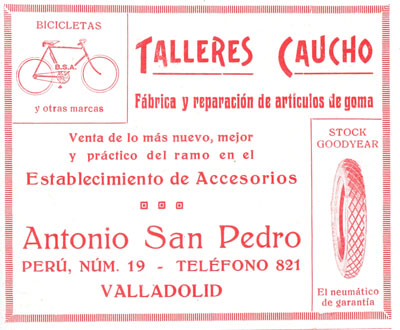 BICICLETAS
B.S.A.
y otras marcas
TALLERES CAUCHO
Fábrica y reparación de artículos de goma
Venta de lo más nuevo, mejor
y práctico del ramo en el
Establecimiento de Accesorios
STOCK
GOODYEAR
El neumático
de garantía
Antonio San Pedro
PERÚ, NÚM. 19 - TELÉFONO 821
VALLADOLID